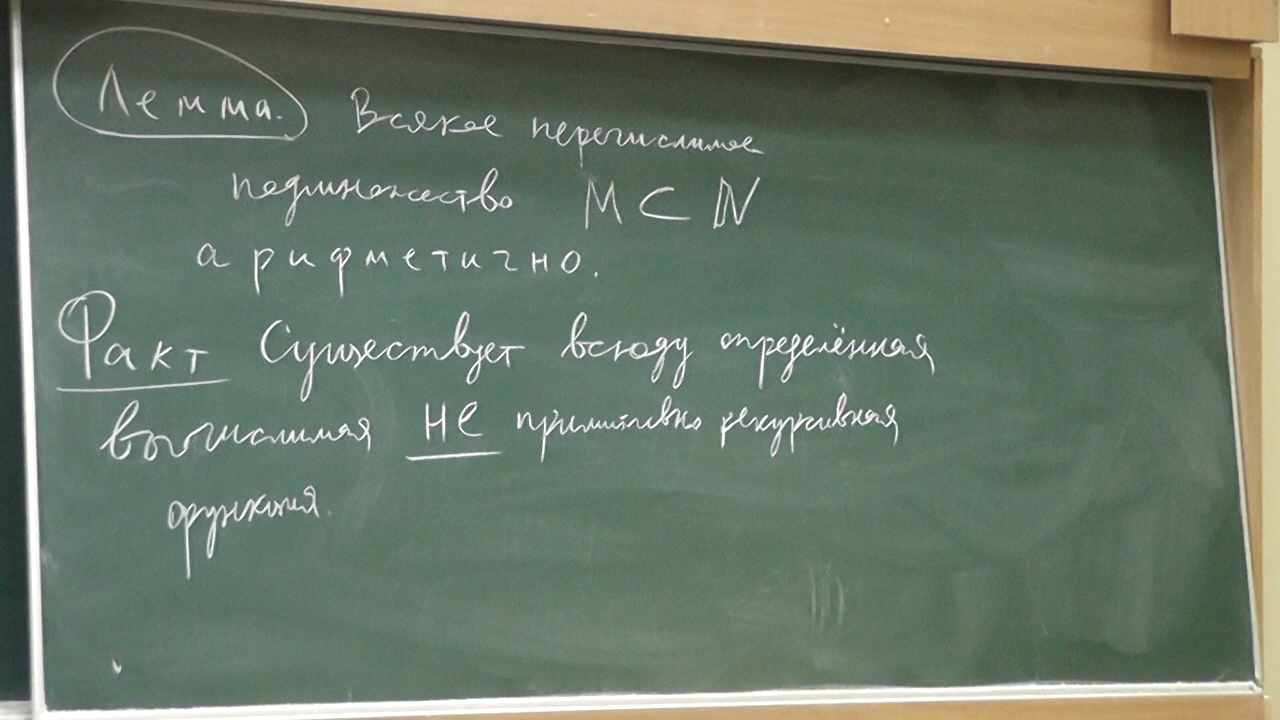 Лемма. Всякое перечислимое
подмножество M ⊂ ℕ
арифметично.
Факт Существует всюду определённая
вычислимая не примитивно рекурсивная
функция.